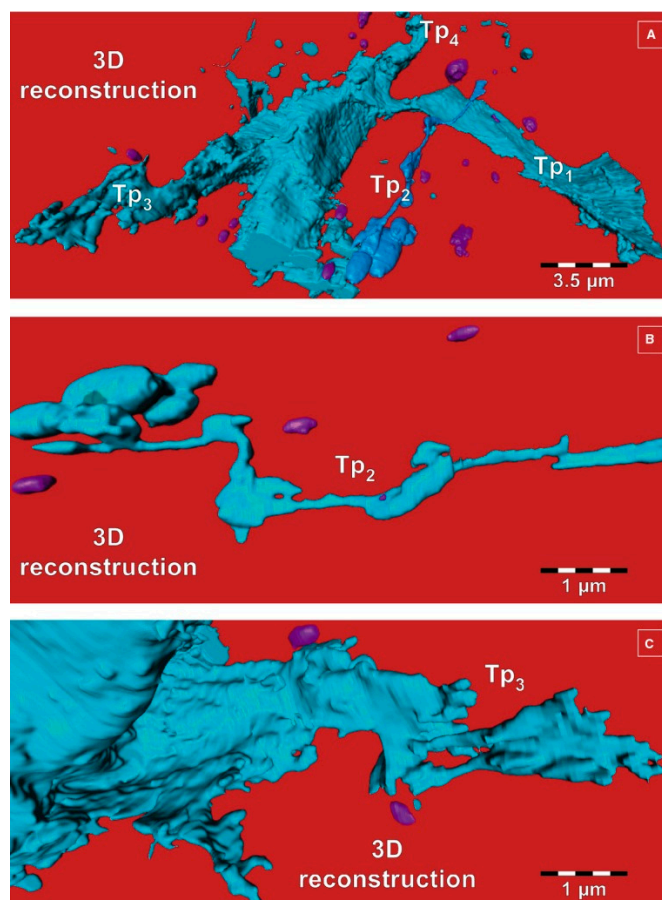 A
3D
reconstruction
Tp₄
Tp₃
Tp₂
Tp₁
3.5 µm
B
Tp₂
3D
reconstruction
1 µm
C
Tp₃
3D
reconstruction
1 µm